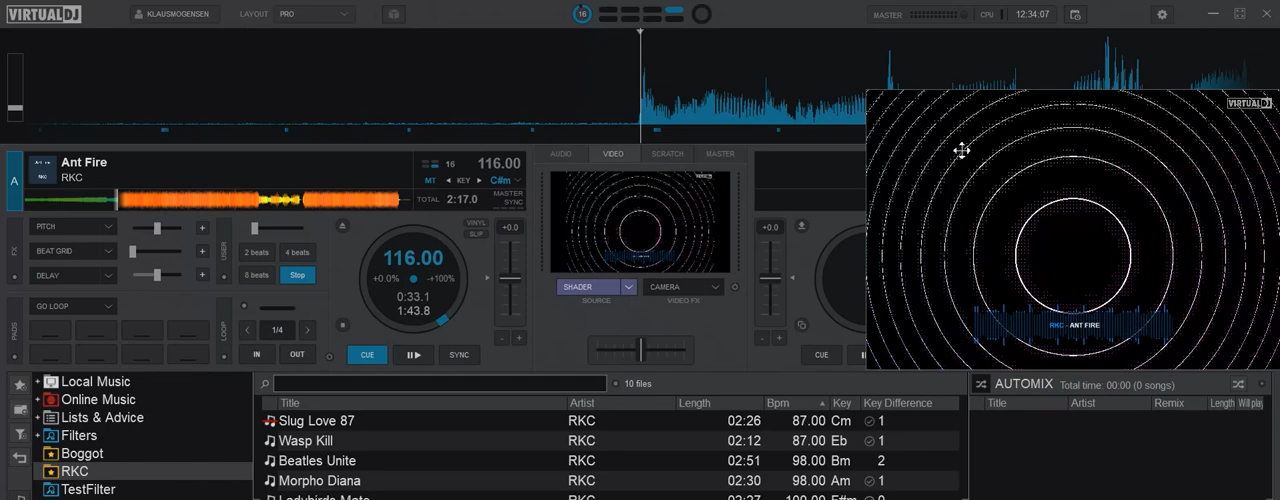 VIRTUALDJ KLAUSMOGENSEN LAYOUT PRO 16 MASTER CPU 12:34:07
VIRTUALDJ
A Ant Fire
RKC
16 116.00
MT KEY C#m
TOTAL 2:17.0 MASTER SYNC
AUDIO VIDEO SCRATCH MASTER
FX PITCH
BEAT GRID
DELAY
USER
2 beats 4 beats
8 beats Stop
VINYL
SLIP
+0.0
116.00
+0.0% +100%
0:33.1
1:43.8
SHADER CAMERA
SOURCE VIDEO FX
+0.0
PADS GO LOOP
LOOP 1/4
IN OUT
CUE SYNC
CUE
RKC - ANT FIRE
Local Music
Online Music
Lists & Advice
Filters
Boggot
RKC
TestFilter
10 files
Title Artist Length Bpm Key Key Difference
Slug Love 87 RKC 02:26 87.00 Cm 1
Wasp Kill RKC 02:12 87.00 Eb 1
Beatles Unite RKC 02:51 98.00 Bm 2
Morpho Diana RKC 02:30 98.00 Am 1
AUTOMIX Total time: 00:00 (0 songs)
Title Artist Remix Length Will play